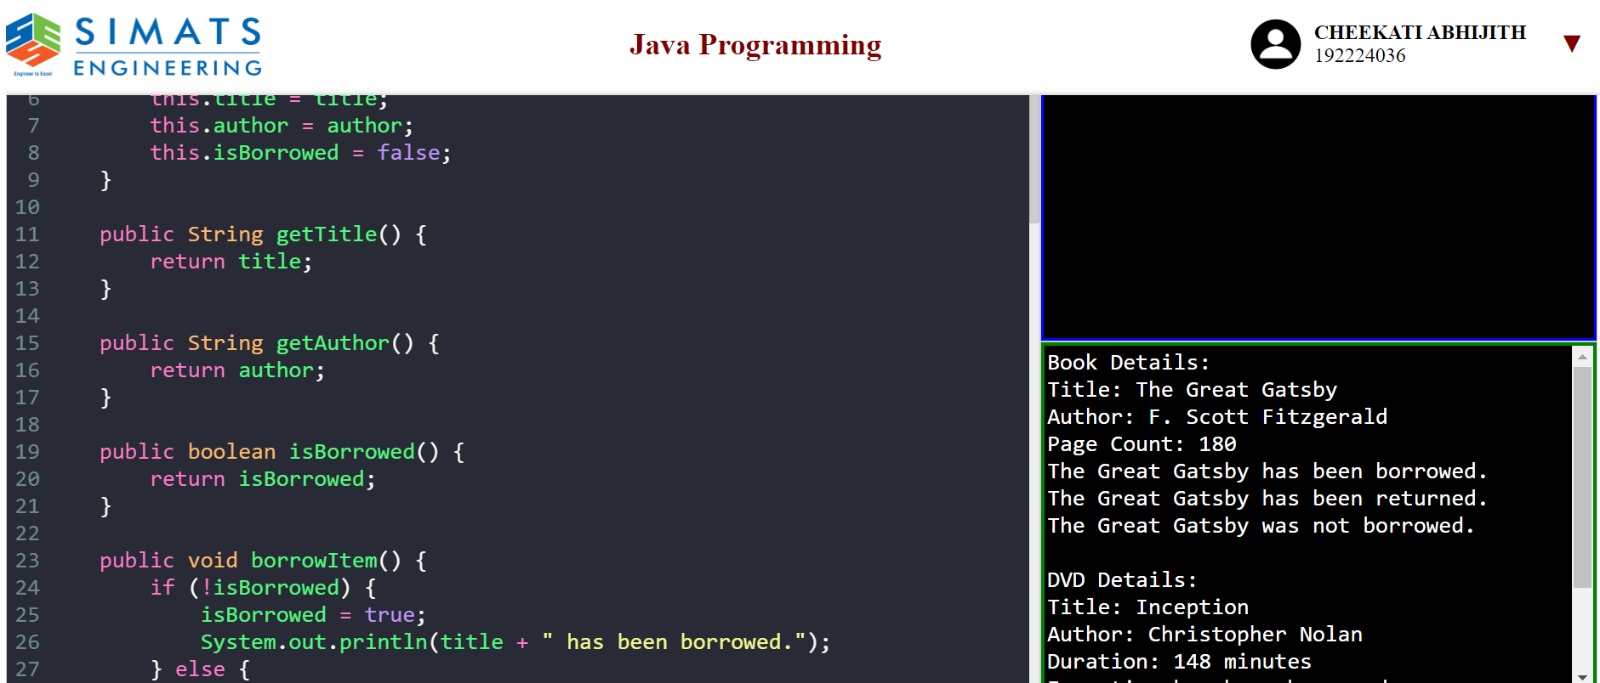 SIMATS
ENGINEERING
Engineer to Excel
Java Programming
CHEEKATI ABHIJITH
192224036
6 this.title = title;
7 this.author = author;
8 this.isBorrowed = false;
9 }
10
11 public String getTitle() {
12 return title;
13 }
14
15 public String getAuthor() {
16 return author;
17 }
18
19 public boolean isBorrowed() {
20 return isBorrowed;
21 }
22
23 public void borrowItem() {
24 if (!isBorrowed) {
25 isBorrowed = true;
26 System.out.println(title + " has been borrowed.");
27 } else {
Book Details:
Title: The Great Gatsby
Author: F. Scott Fitzgerald
Page Count: 180
The Great Gatsby has been borrowed.
The Great Gatsby has been returned.
The Great Gatsby was not borrowed.

DVD Details:
Title: Inception
Author: Christopher Nolan
Duration: 148 minutes